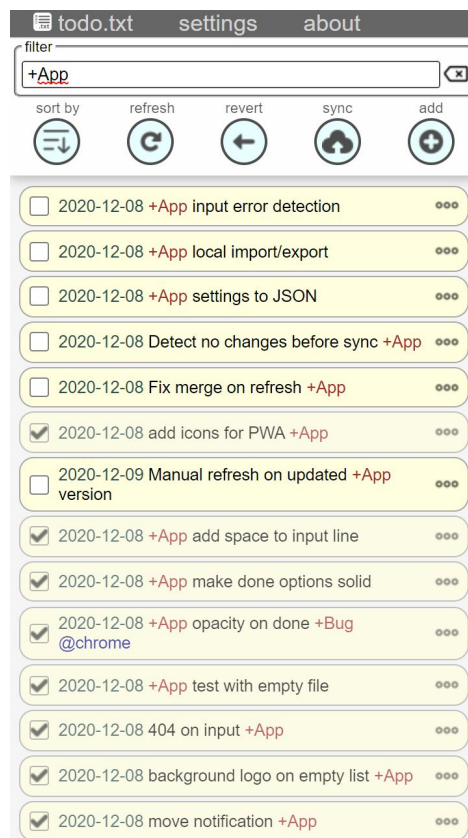 todo.txt settings about
filter
+App
sort by refresh revert sync add
2020-12-08 +App input error detection
2020-12-08 +App local import/export
2020-12-08 +App settings to JSON
2020-12-08 Detect no changes before sync +App
2020-12-08 Fix merge on refresh +App
2020-12-08 add icons for PWA +App
2020-12-09 Manual refresh on updated +App
version
2020-12-08 +App add space to input line
2020-12-08 +App make done options solid
2020-12-08 +App opacity on done +Bug
@chrome
2020-12-08 +App test with empty file
2020-12-08 404 on input +App
2020-12-08 background logo on empty list +App
2020-12-08 move notification +App